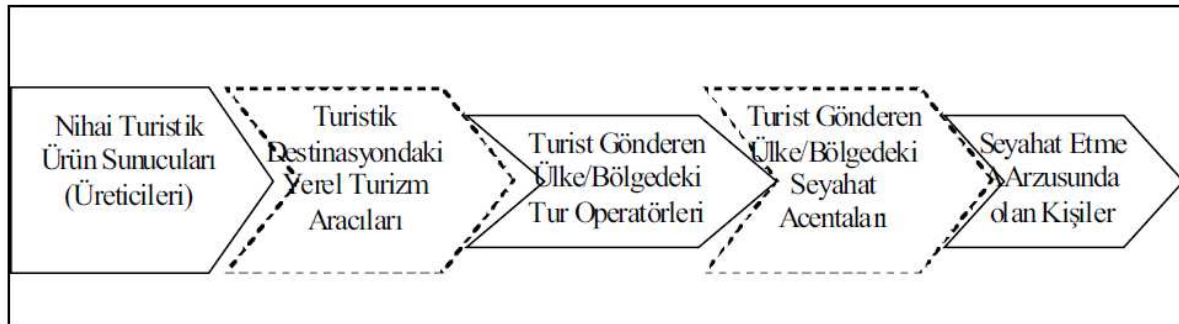 Nihai Turistik
Ürün Sunucuları
(Üreticileri)
Turistik
Destinasyondaki
Yerel Turizm
Aracıları
Turist Gönderen
Ülke/Bölgedeki
Tur Operatörleri
Turist Gönderen
Ülke/Bölgedeki
Seyahat
Acentaları
Seyahat Etme
Arzusunda
olan Kişiler